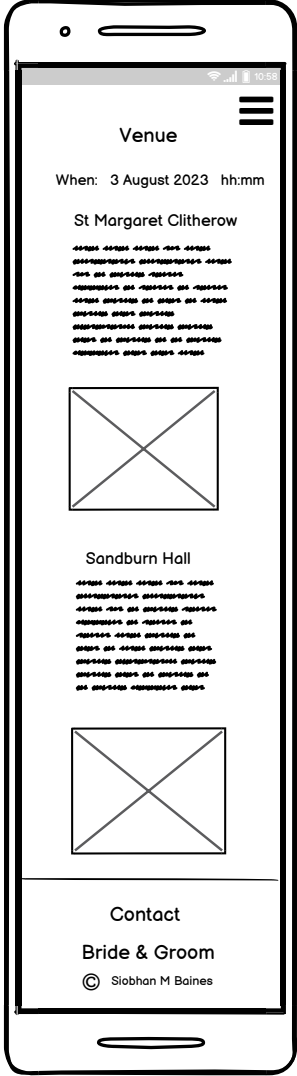 10:58
Venue
When: 3 August 2023 hh:mm
St Margaret Clitherow
Sandburn Hall
Contact
Bride & Groom
© Siobhan M Baines